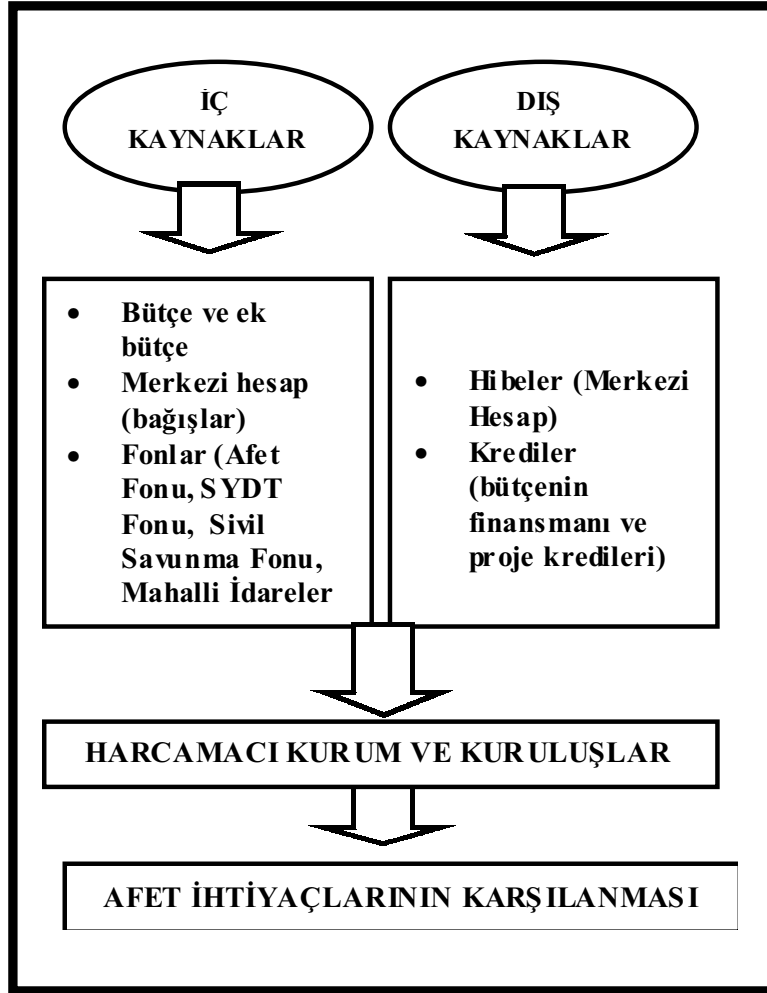 İÇ
KAYNAKLAR
DIŞ
KAYNAKLAR
• Bütçe ve ek
bütçe
• Merkezi hesap
(bağışlar)
• Fonlar (Afet
Fonu, SYDT
Fonu, Sivil
Savunma Fonu,
Mahalli İdareler
• Hibeler (Merkezi
Hesap)
• Krediler
(bütçenin
finansmanı ve
proje kredileri)
HARCAMACI KURUM VE KURULUŞLAR
AFET İHTİYAÇLARININ KARŞILANMASI